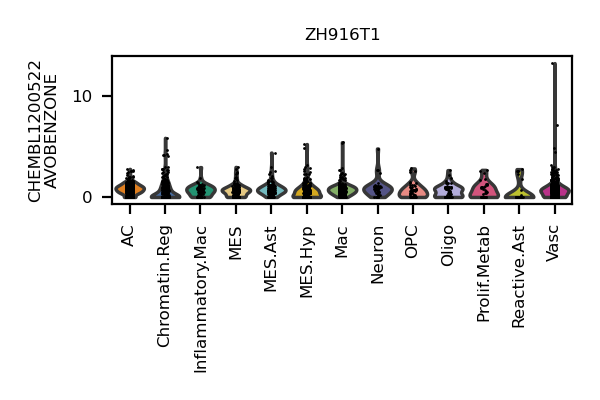 ZH916T1
CHEMBL1200522
AVOBENZONE
10
0
AC
Chromatin.Reg
Inflammatory.Mac
MES
MES.Ast
MES.Hyp
Mac
Neuron
OPC
Oligo
Prolif.Metab
Reactive.Ast
Vasc